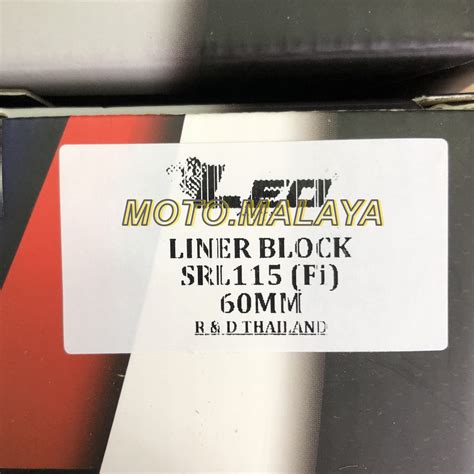 LEO
MOTO.MALAYA
LINER BLOCK
SRL115 (Fi)
60MM
R & D THAILAND